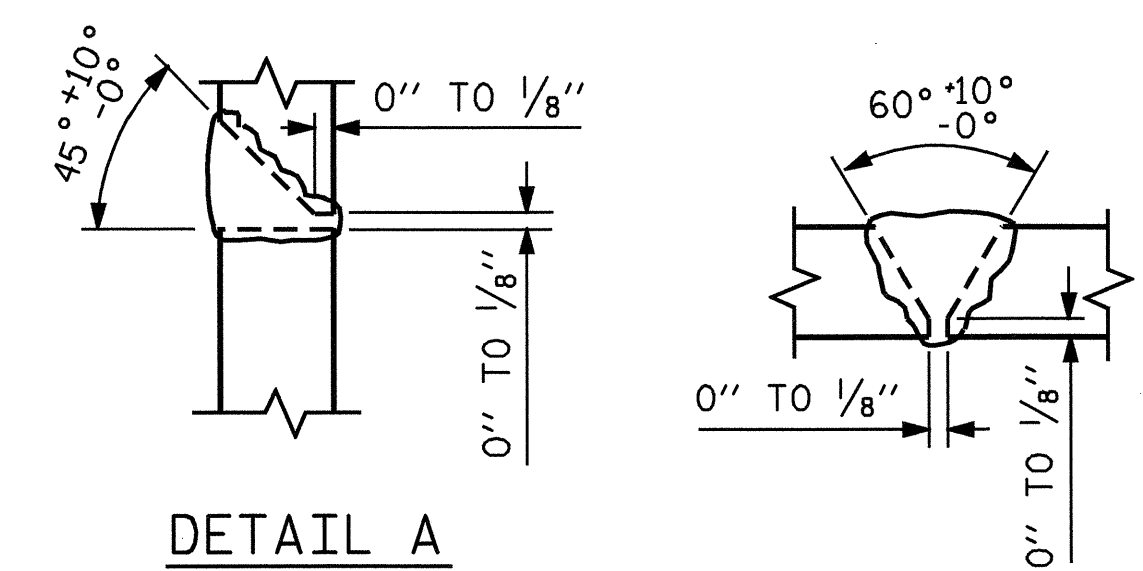 45° +10°
-0°
0" TO 1/8"
0" TO 1/8"
DETAIL A
60° +10°
-0°
0" TO 1/8"
0" TO 1/8"